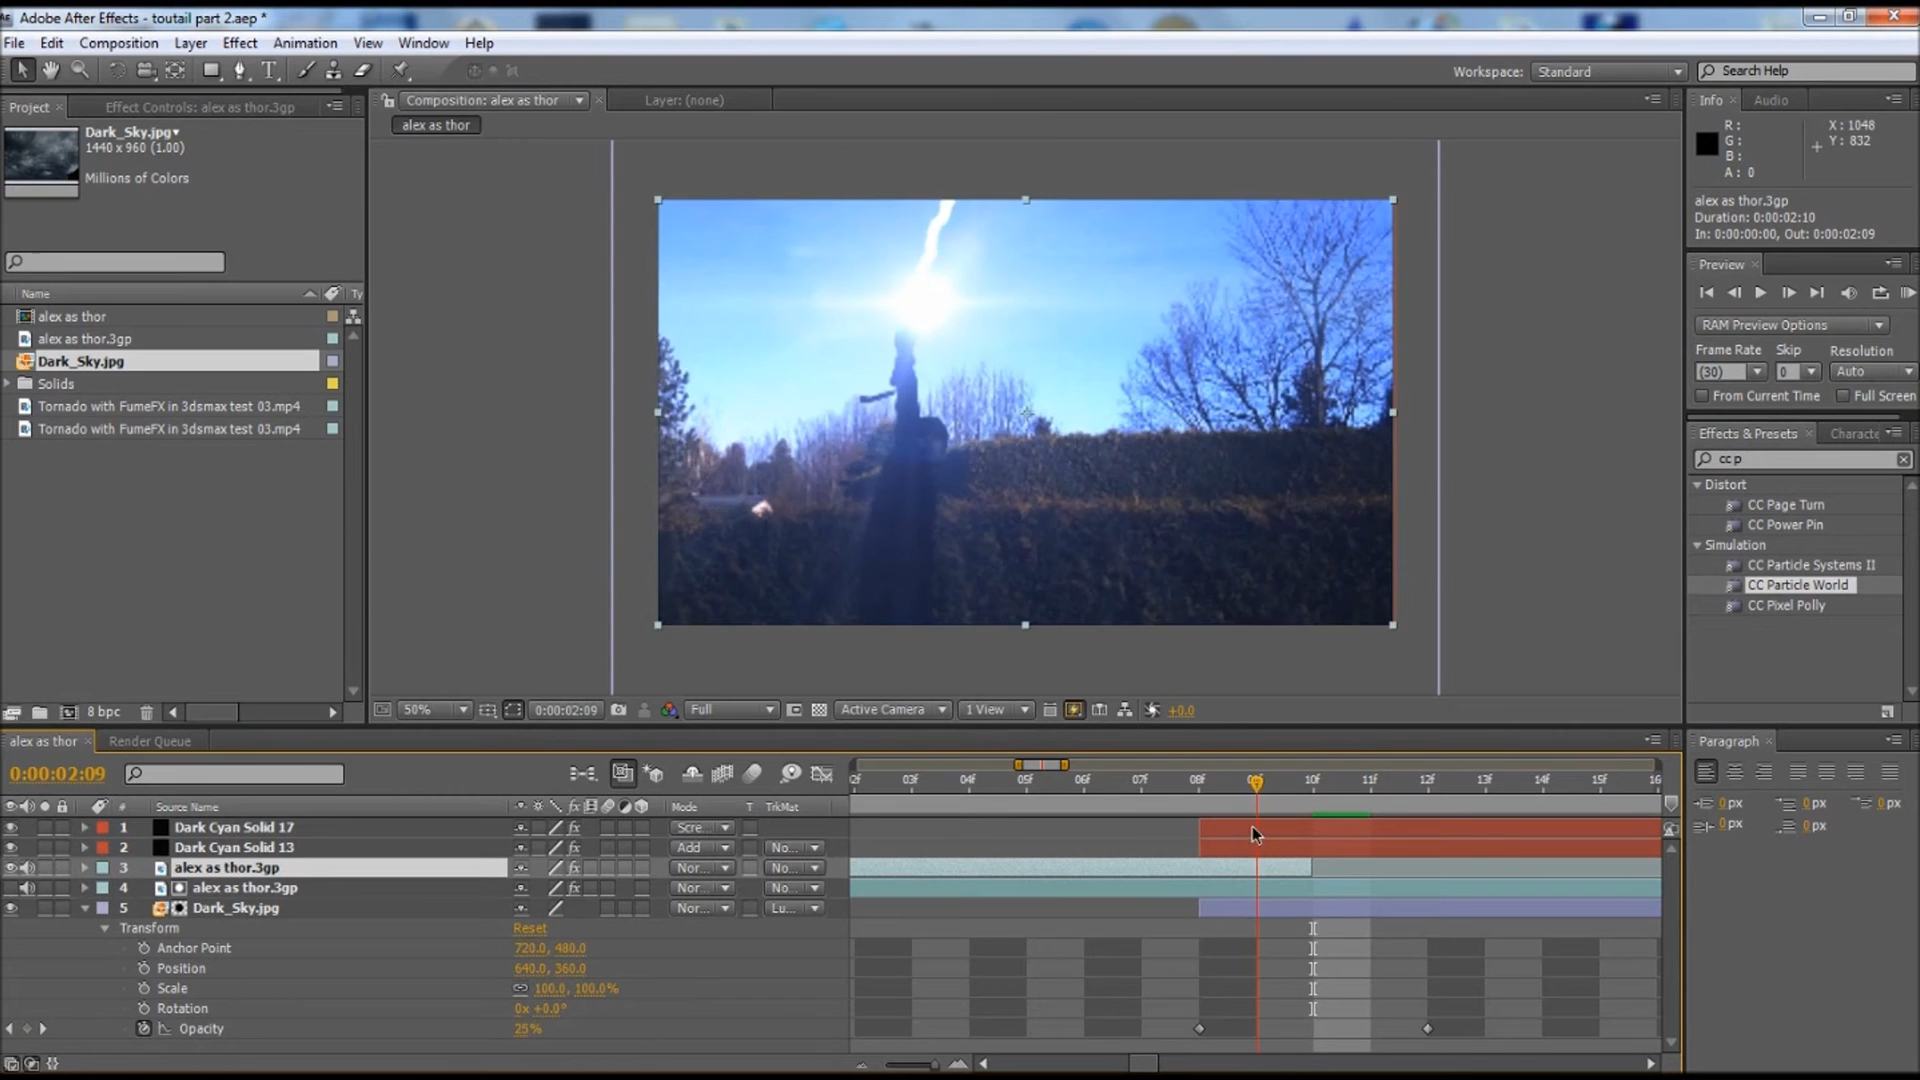 Adobe After Effects - toutail part 2.aep *
File Edit Composition Layer Effect Animation View Window Help
Workspace: Standard Search Help
Project Effect Controls: alex as thor.3gp
Composition: alex as thor Layer: (none)
Info Audio
alex as thor
Dark_Sky.jpg
1440 x 960 (1.00)
Millions of Colors
R: X: 1048
G: Y: 832
B:
A: 0
alex as thor.3gp
Duration: 0:00:02:10
In: 0:00:00:00, Out: 0:00:02:09
Preview
RAM Preview Options
Frame Rate Skip Resolution
(30) 0 Auto
From Current Time Full Screen
Name Ty
alex as thor
alex as thor.3gp
Dark_Sky.jpg
Solids
Tornado with FumeFX in 3dsmax test 03.mp4
Tornado with FumeFX in 3dsmax test 03.mp4
Effects & Presets Characte
cc p
Distort
CC Page Turn
CC Power Pin
Simulation
CC Particle Systems II
CC Particle World
CC Pixel Polly
8 bpc
50% 0:00:02:09 Full Active Camera 1 View +0.0
alex as thor Render Queue
Paragraph
0:00:02:09
03f 04f 05f 06f 07f 08f 10f 11f 12f 13f 14f 15f 16
# Source Name fx Mode T TrkMat
0 px 0 px 0 px
0 px 0 px
1 Dark Cyan Solid 17 fx Scre...
2 Dark Cyan Solid 13 fx Add No...
3 alex as thor.3gp fx Nor... No...
4 alex as thor.3gp fx Nor... No...
5 Dark_Sky.jpg Nor... Lu...
Transform Reset
Anchor Point 720.0, 480.0
Position 640.0, 360.0
Scale 100.0, 100.0%
Rotation 0x +0.0°
Opacity 25%